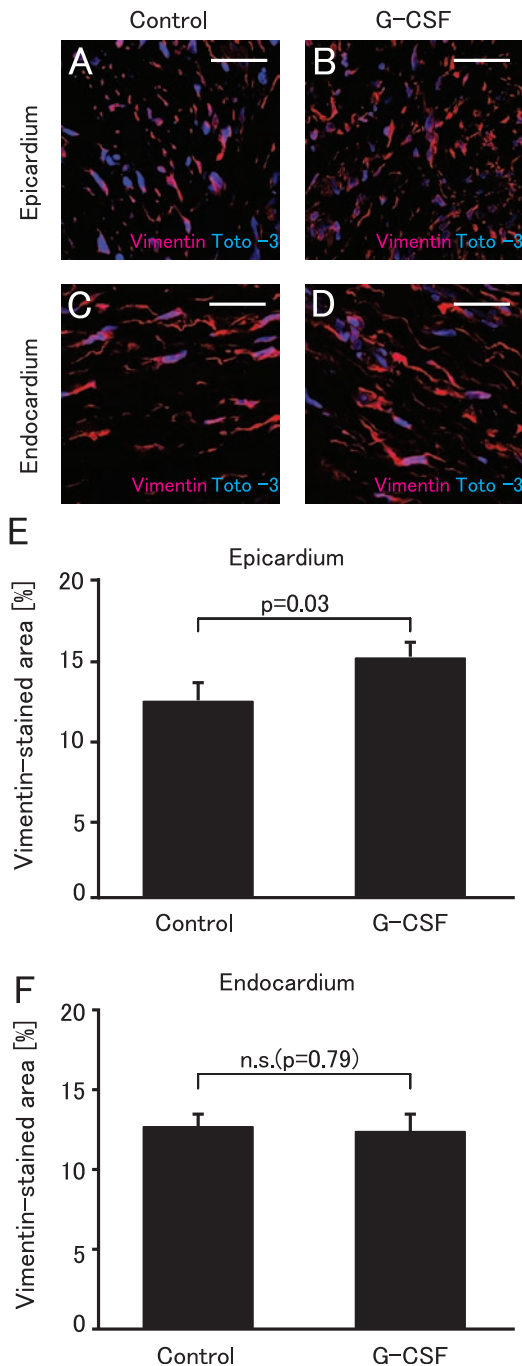 Control G-CSF
A B
Epicardium
Vimentin Toto-3 Vimentin Toto-3
C D
Endocardium
Vimentin Toto-3 Vimentin Toto-3
E
Epicardium
Vimentin-stained area [%]
20
15
10
5
0
p=0.03
Control G-CSF
F
Endocardium
Vimentin-stained area [%]
20
15
10
5
0
n.s.(p=0.79)
Control G-CSF